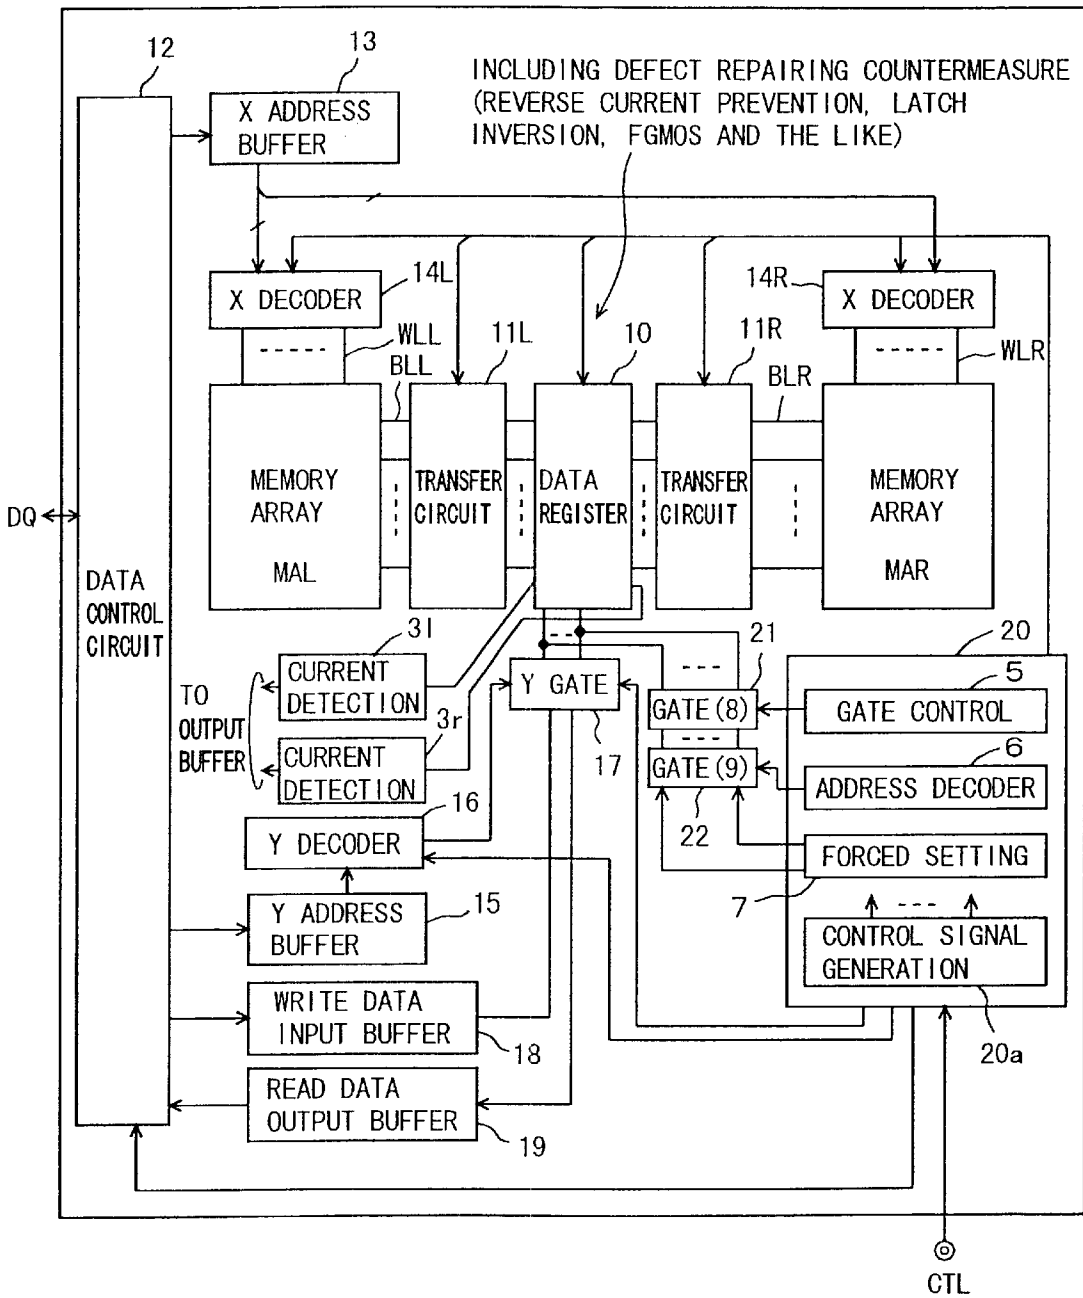 12
13
INCLUDING DEFECT REPAIRING COUNTERMEASURE
(REVERSE CURRENT PREVENTION, LATCH
INVERSION, FGMOS AND THE LIKE)
X ADDRESS
BUFFER
14L
X DECODER
14R
X DECODER
WLL
BLL
11L
10
11R
BLR
WLR
MEMORY
ARRAY
MAL
TRANSFER
CIRCUIT
DATA
REGISTER
TRANSFER
CIRCUIT
MEMORY
ARRAY
MAR
DQ
DATA
CONTROL
CIRCUIT
3l
CURRENT
DETECTION
TO
OUTPUT
BUFFER
3r
CURRENT
DETECTION
Y GATE
17
21
GATE(8)
GATE(9)
22
20
5
GATE CONTROL
6
ADDRESS DECODER
FORCED SETTING
7
CONTROL SIGNAL
GENERATION
20a
16
Y DECODER
15
Y ADDRESS
BUFFER
WRITE DATA
INPUT BUFFER
18
READ DATA
OUTPUT BUFFER
19
CTL